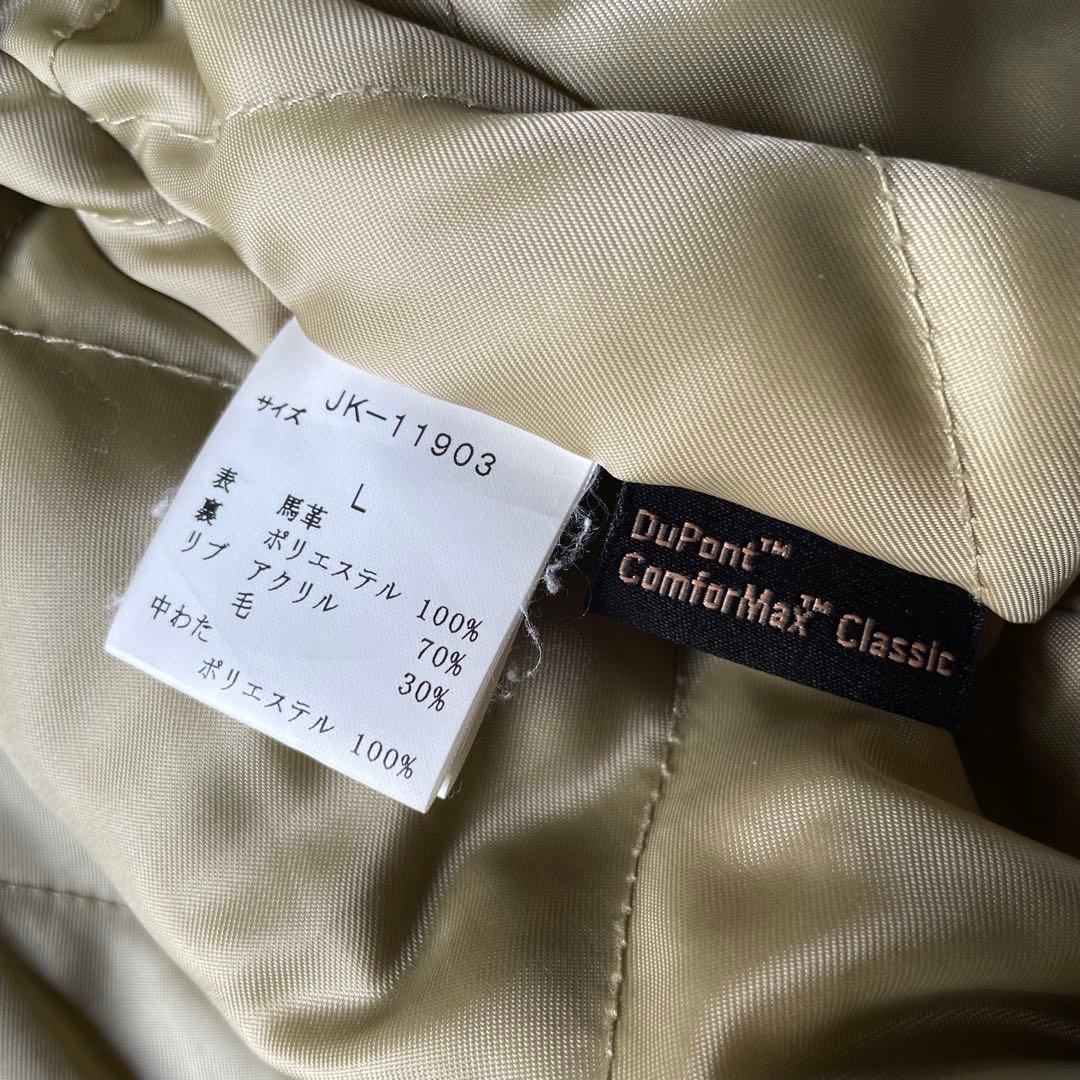 JK-11903
サイズ
L
表 馬革
裏 ポリエステル 100%
リブ アクリル 70%
毛 30%
中わた
ポリエステル 100%
DuPont™
ComforMax™ Classic